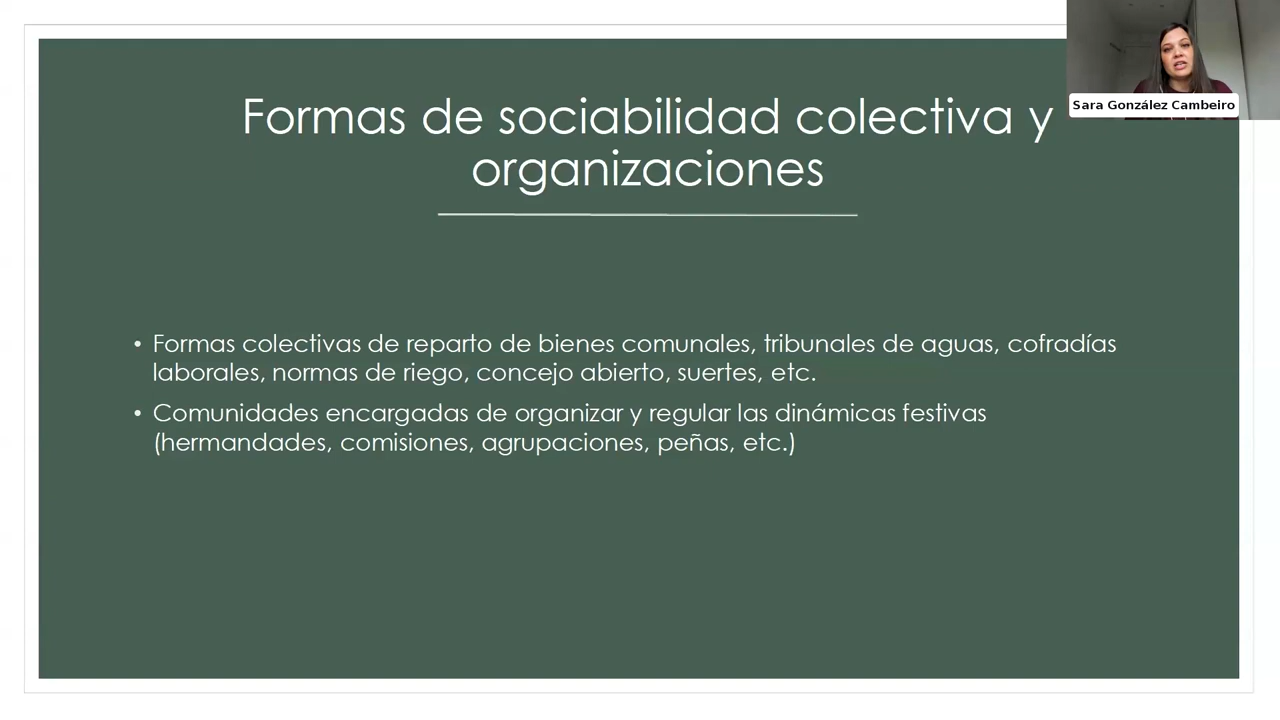 Formas de sociabilidad colectiva y
organizaciones
Sara González Cambeiro
• Formas colectivas de reparto de bienes comunales, tribunales de aguas, cofradías
laborales, normas de riego, concejo abierto, suertes, etc.
• Comunidades encargadas de organizar y regular las dinámicas festivas
(hermandades, comisiones, agrupaciones, peñas, etc.)